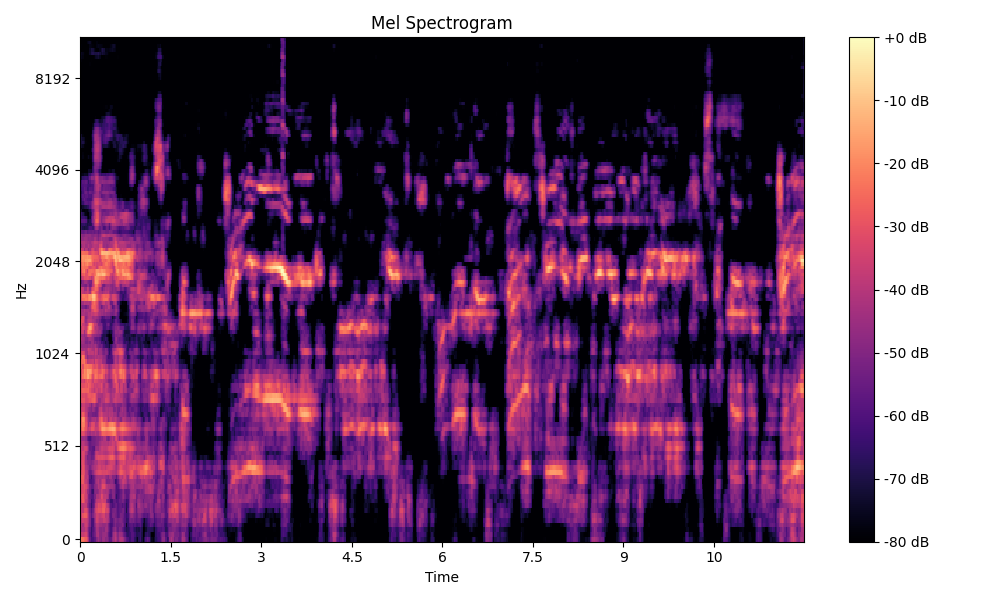 Mel Spectrogram
Hz
8192
4096
2048
1024
512
0
0 1.5 3 4.5 6 7.5 9 10
Time
+0 dB
-10 dB
-20 dB
-30 dB
-40 dB
-50 dB
-60 dB
-70 dB
-80 dB